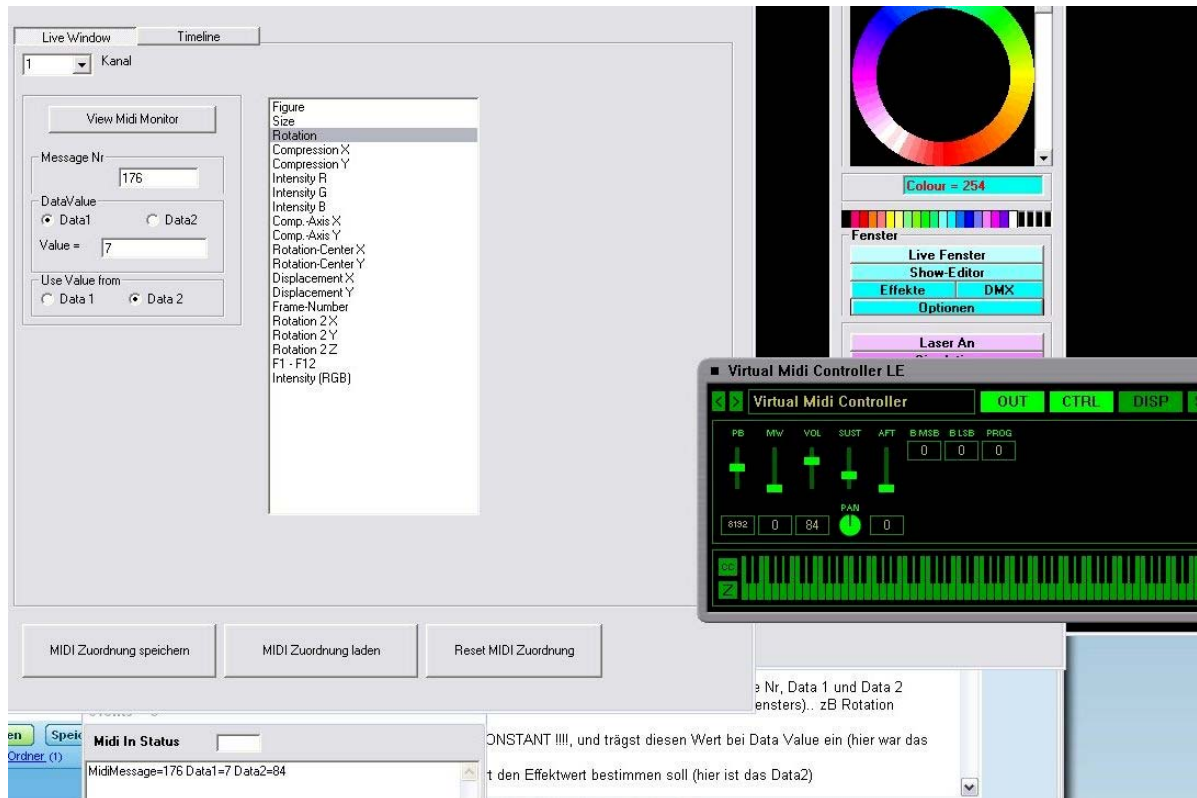 Live Window
Timeline
1
Kanal
View Midi Monitor
Message Nr
176
DataValue
Data1
Data2
Value =
7
Use Value from
Data 1
Data 2
Figure
Size
Rotation
Compression X
Compression Y
Intensity R
Intensity G
Intensity B
Comp.-Axis X
Comp.-Axis Y
Rotation-Center X
Rotation-Center Y
Displacement X
Displacement Y
Frame-Number
Rotation 2 X
Rotation 2 Y
Rotation 2 Z
F1 - F12
Intensity (RGB)
MIDI Zuordnung speichern
MIDI Zuordnung laden
Reset MIDI Zuordnung
Colour = 254
Fenster
Live Fenster
Show-Editor
Effekte
DMX
Optionen
Laser An
Virtual Midi Controller LE
< >
Virtual Midi Controller
OUT
CTRL
DISP
PB MW VOL SUST AFT B MSB B LSB PROG
0 0 0
PAN
8192 0 84 0
CC
Z
e Nr, Data 1 und Data 2
ensters).. zB Rotation
ONSTANT !!!!, und trägst diesen Wert bei Data Value ein (hier war das
t den Effektwert bestimmen soll (hier ist das Data2)
en
Speic
Ordner (1)
Midi In Status
MidiMessage=176 Data1=7 Data2=84